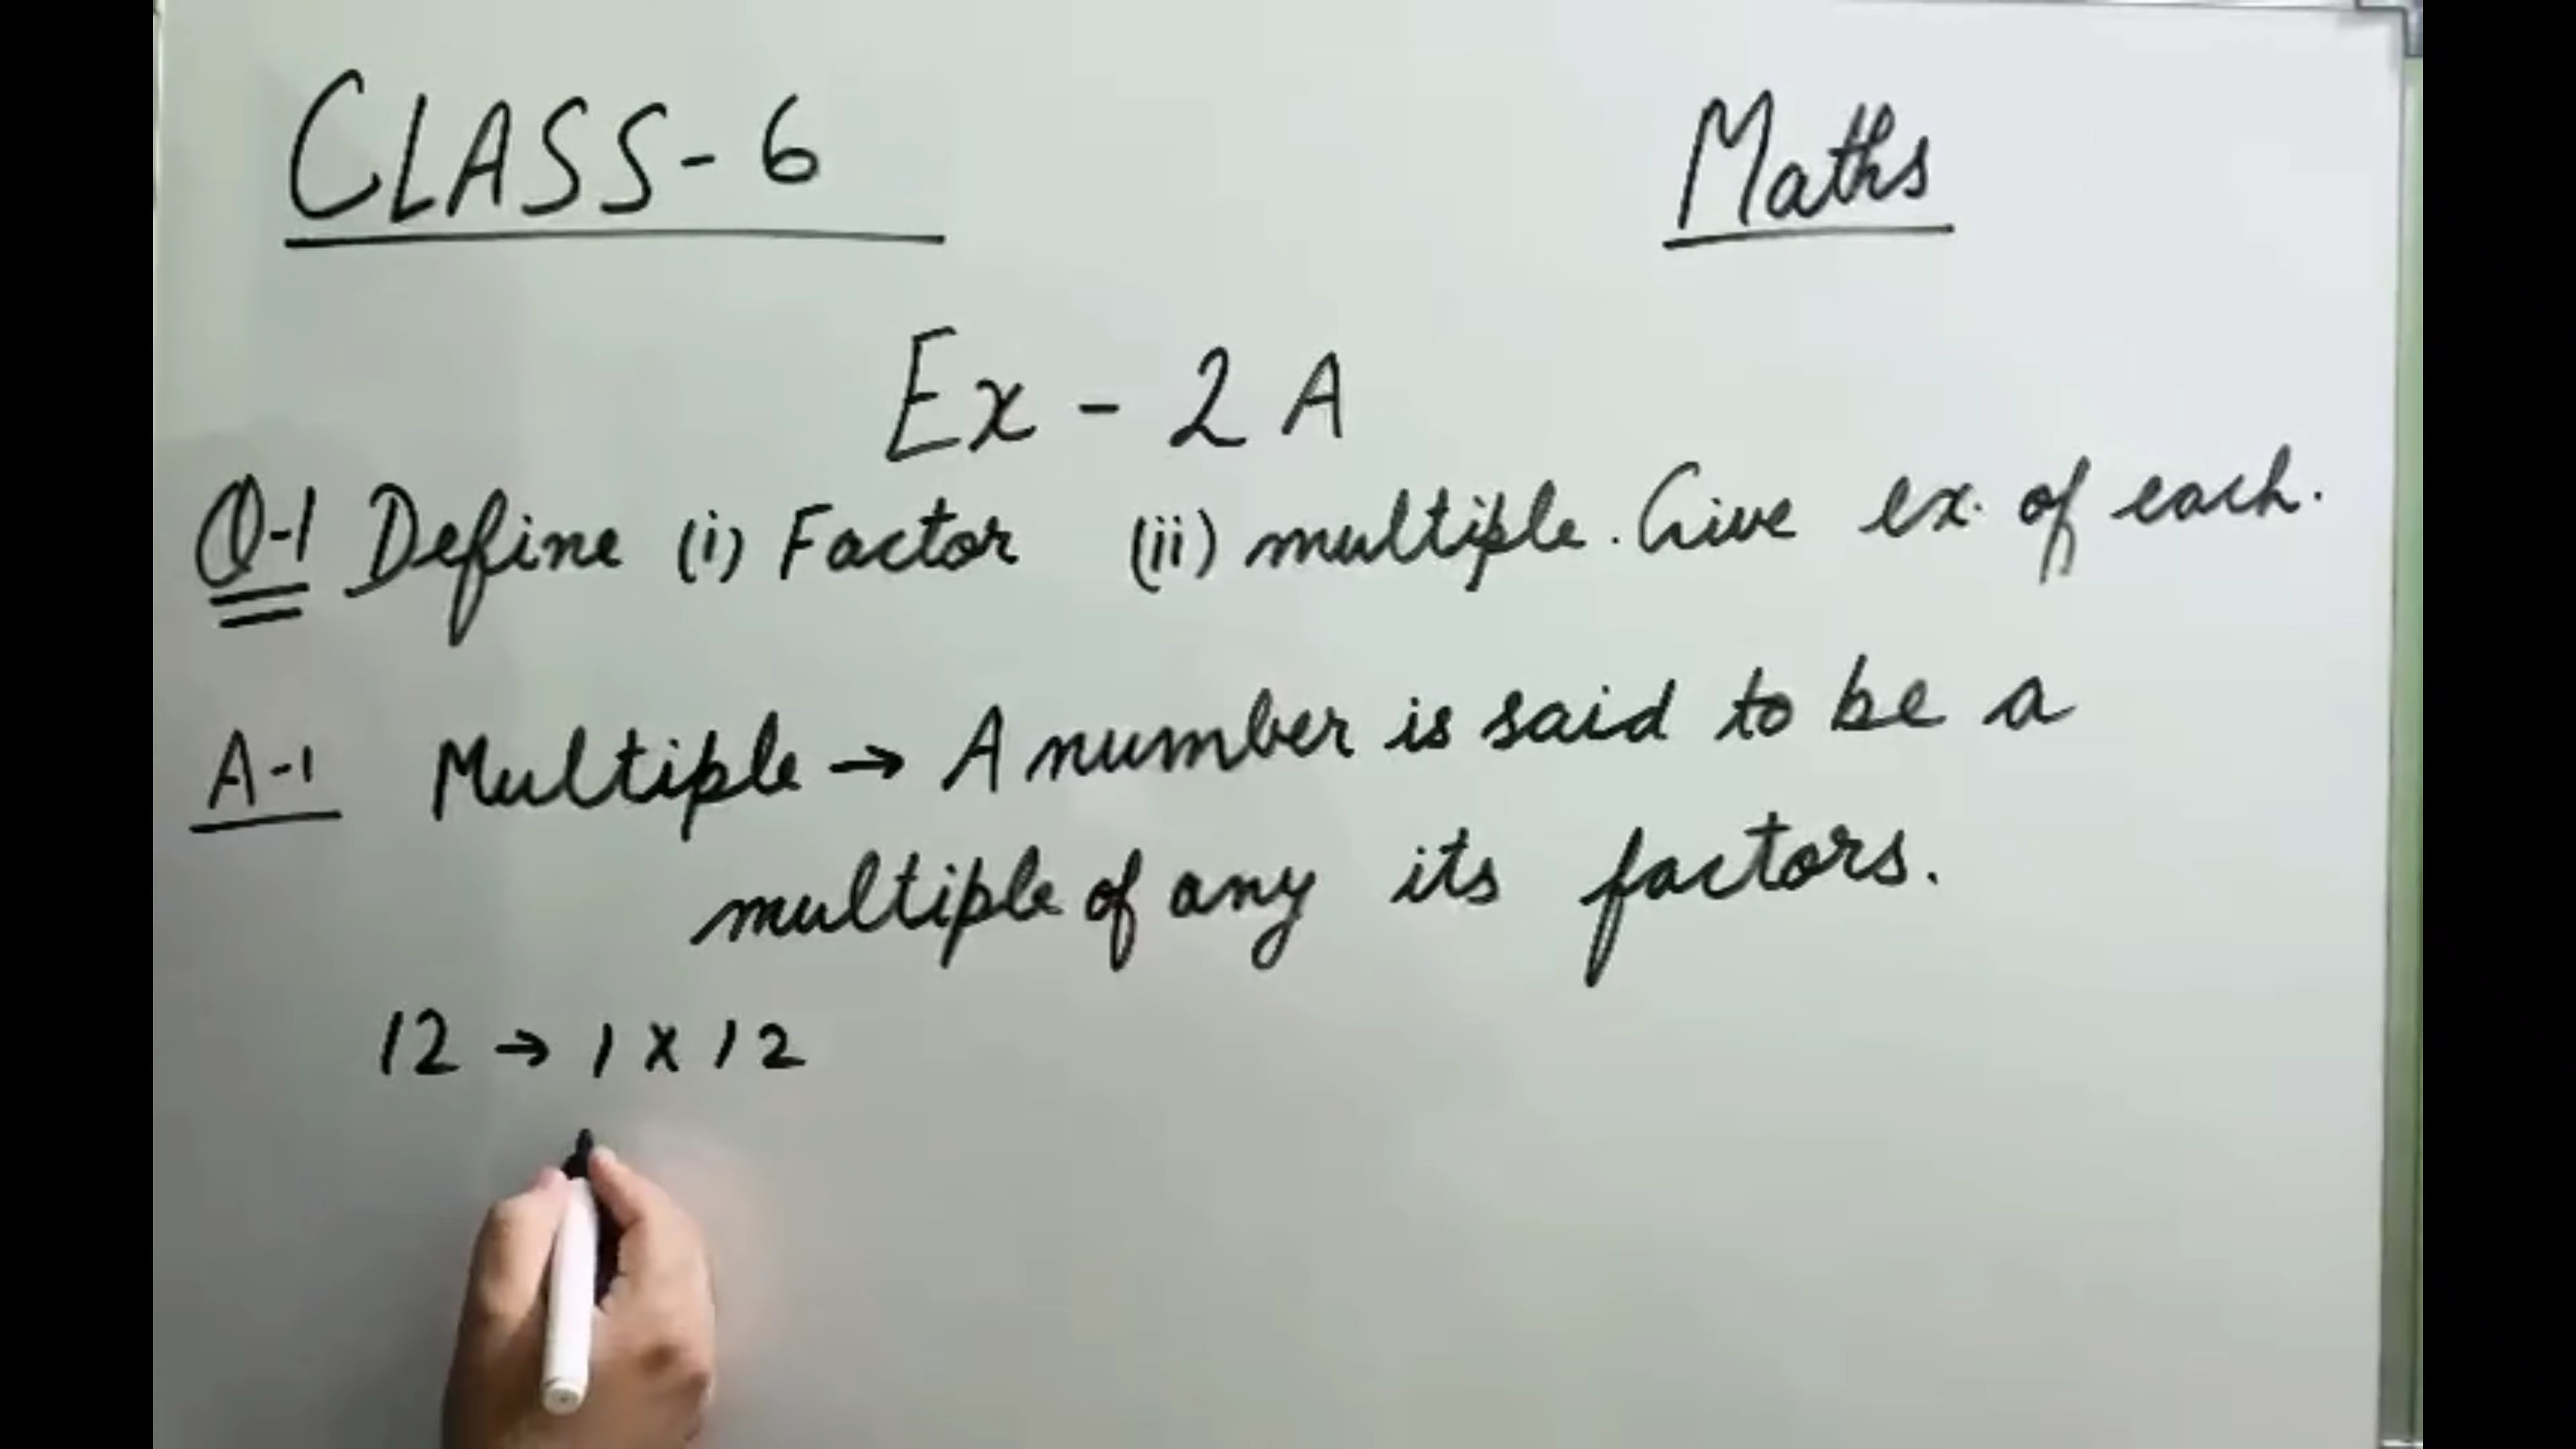 CLASS-6 Maths
Ex - 2 A
Q-1 Define (i) Factor (ii) multiple. Give ex. of each.
A-1 Multiple → A number is said to be a
multiple of any its factors.
12 → 1 x 12